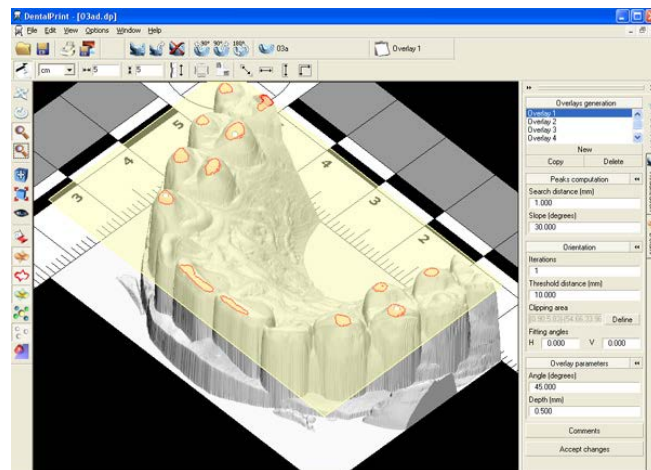 DentalPrint - [03ad.dp]
File Edit View Options Window Help
90° 90° 180° 03a Overlay 1
cm 5 5
Overlays generation
Overlay 1
Overlay 2
Overlay 3
Overlay 4
New
Copy Delete
Peaks computation
Search distance (mm)
1.000
Slope (degrees)
30.000
Orientation
Iterations
1
Threshold distance (mm)
10.000
Clipping area
Define
Fitting angles
H 0.000 V 0.000
Overlay parameters
Angle (degrees)
45.000
Depth (mm)
0.500
Comments
Accept changes
5
4
3
4
3
2